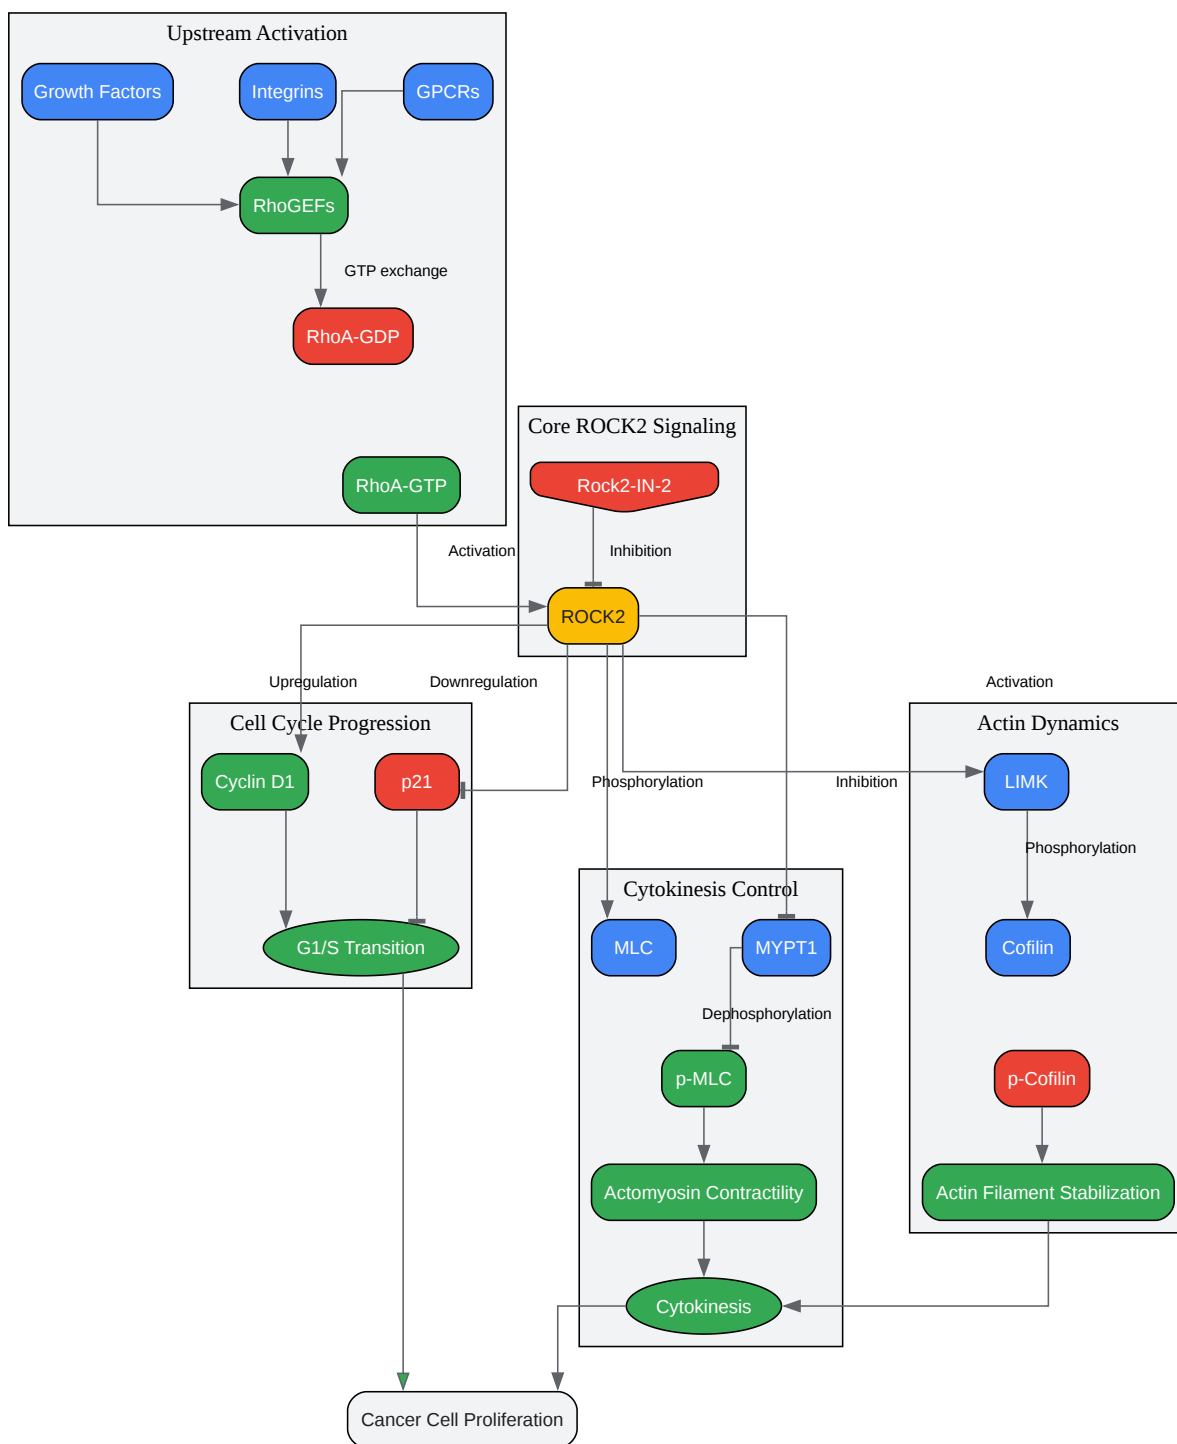 Upstream Activation
Growth Factors
Integrins
GPCRs
RhoGEFs
GTP exchange
RhoA-GDP
RhoA-GTP
Core ROCK2 Signaling
Rock2-IN-2
Activation
Inhibition
ROCK2
Upregulation
Downregulation
Activation
Cell Cycle Progression
Actin Dynamics
Cyclin D1
p21
Phosphorylation
Inhibition
LIMK
Phosphorylation
Cytokinesis Control
G1/S Transition
MLC
MYPT1
Cofilin
Dephosphorylation
p-MLC
p-Cofilin
Actomyosin Contractility
Actin Filament Stabilization
Cytokinesis
Cancer Cell Proliferation